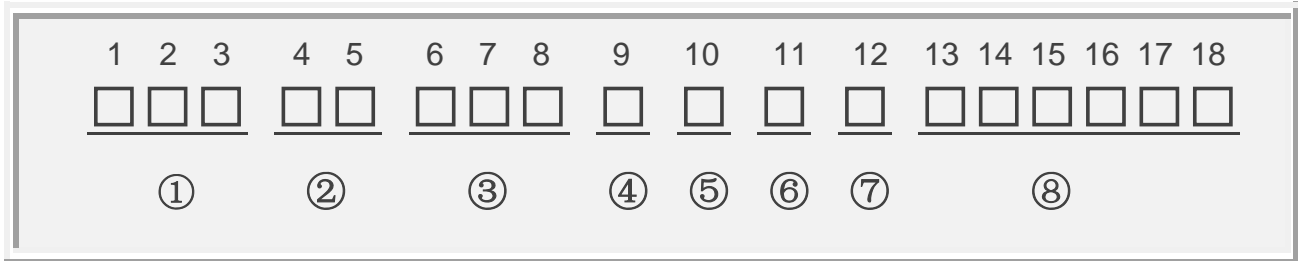 1 2 3 4 5 6 7 8 9 10 11 12 13 14 15 16 17 18
□□□ □□ □□□ □ □ □ □ □□□□□□
① ② ③ ④ ⑤ ⑥ ⑦ ⑧